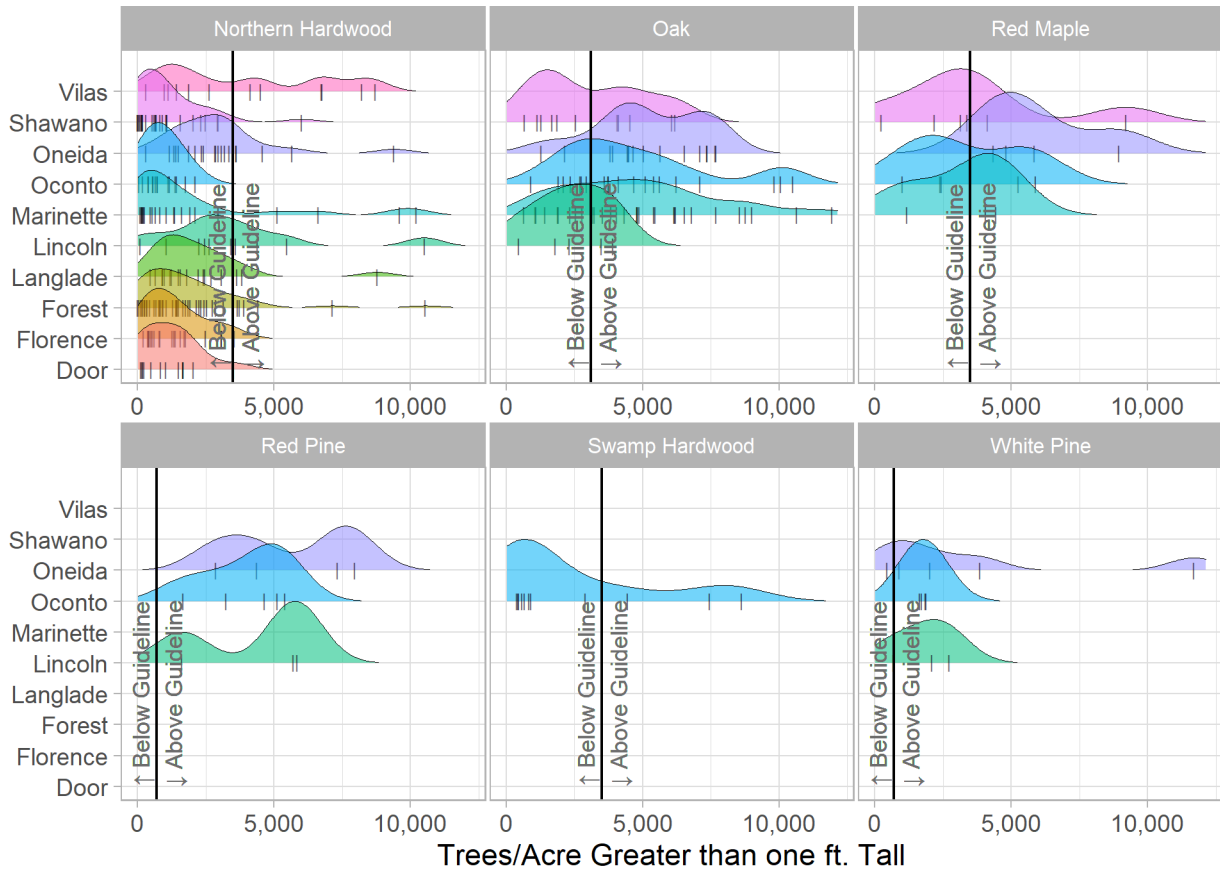 Northern Hardwood
Oak
Red Maple
Vilas
Shawano
Oneida
Oconto
Marinette
Lincoln
Langlade
Forest
Florence
Door
← Below Guideline
→ Above Guideline
← Below Guideline
→ Above Guideline
← Below Guideline
→ Above Guideline
0 5,000 10,000
0 5,000 10,000
0 5,000 10,000
Red Pine
Swamp Hardwood
White Pine
Vilas
Shawano
Oneida
Oconto
Marinette
Lincoln
Langlade
Forest
Florence
Door
← Below Guideline
→ Above Guideline
← Below Guideline
→ Above Guideline
← Below Guideline
→ Above Guideline
0 5,000 10,000
0 5,000 10,000
0 5,000 10,000
Trees/Acre Greater than one ft. Tall